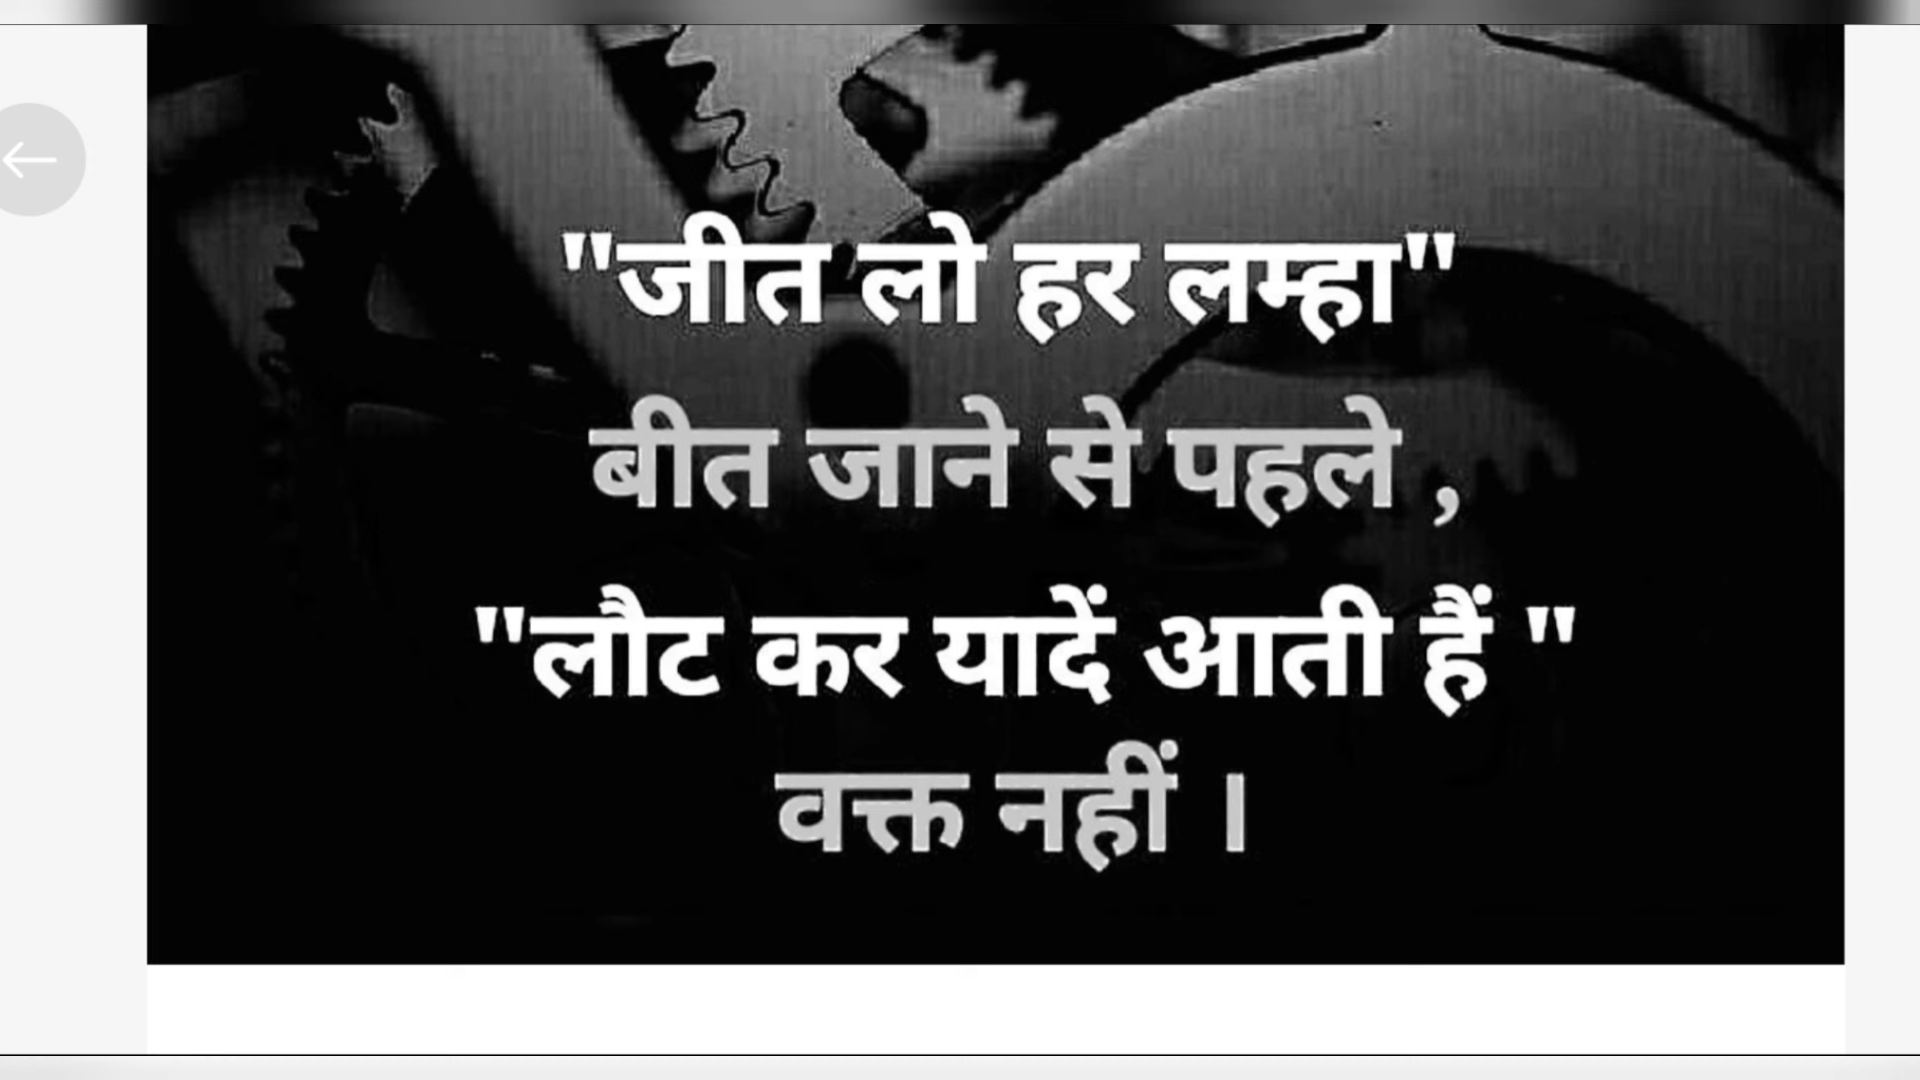 "जीत लो हर लम्हा"
बीत जाने से पहले ,
"लौट कर यादें आती हैं "
वक्त नहीं ।